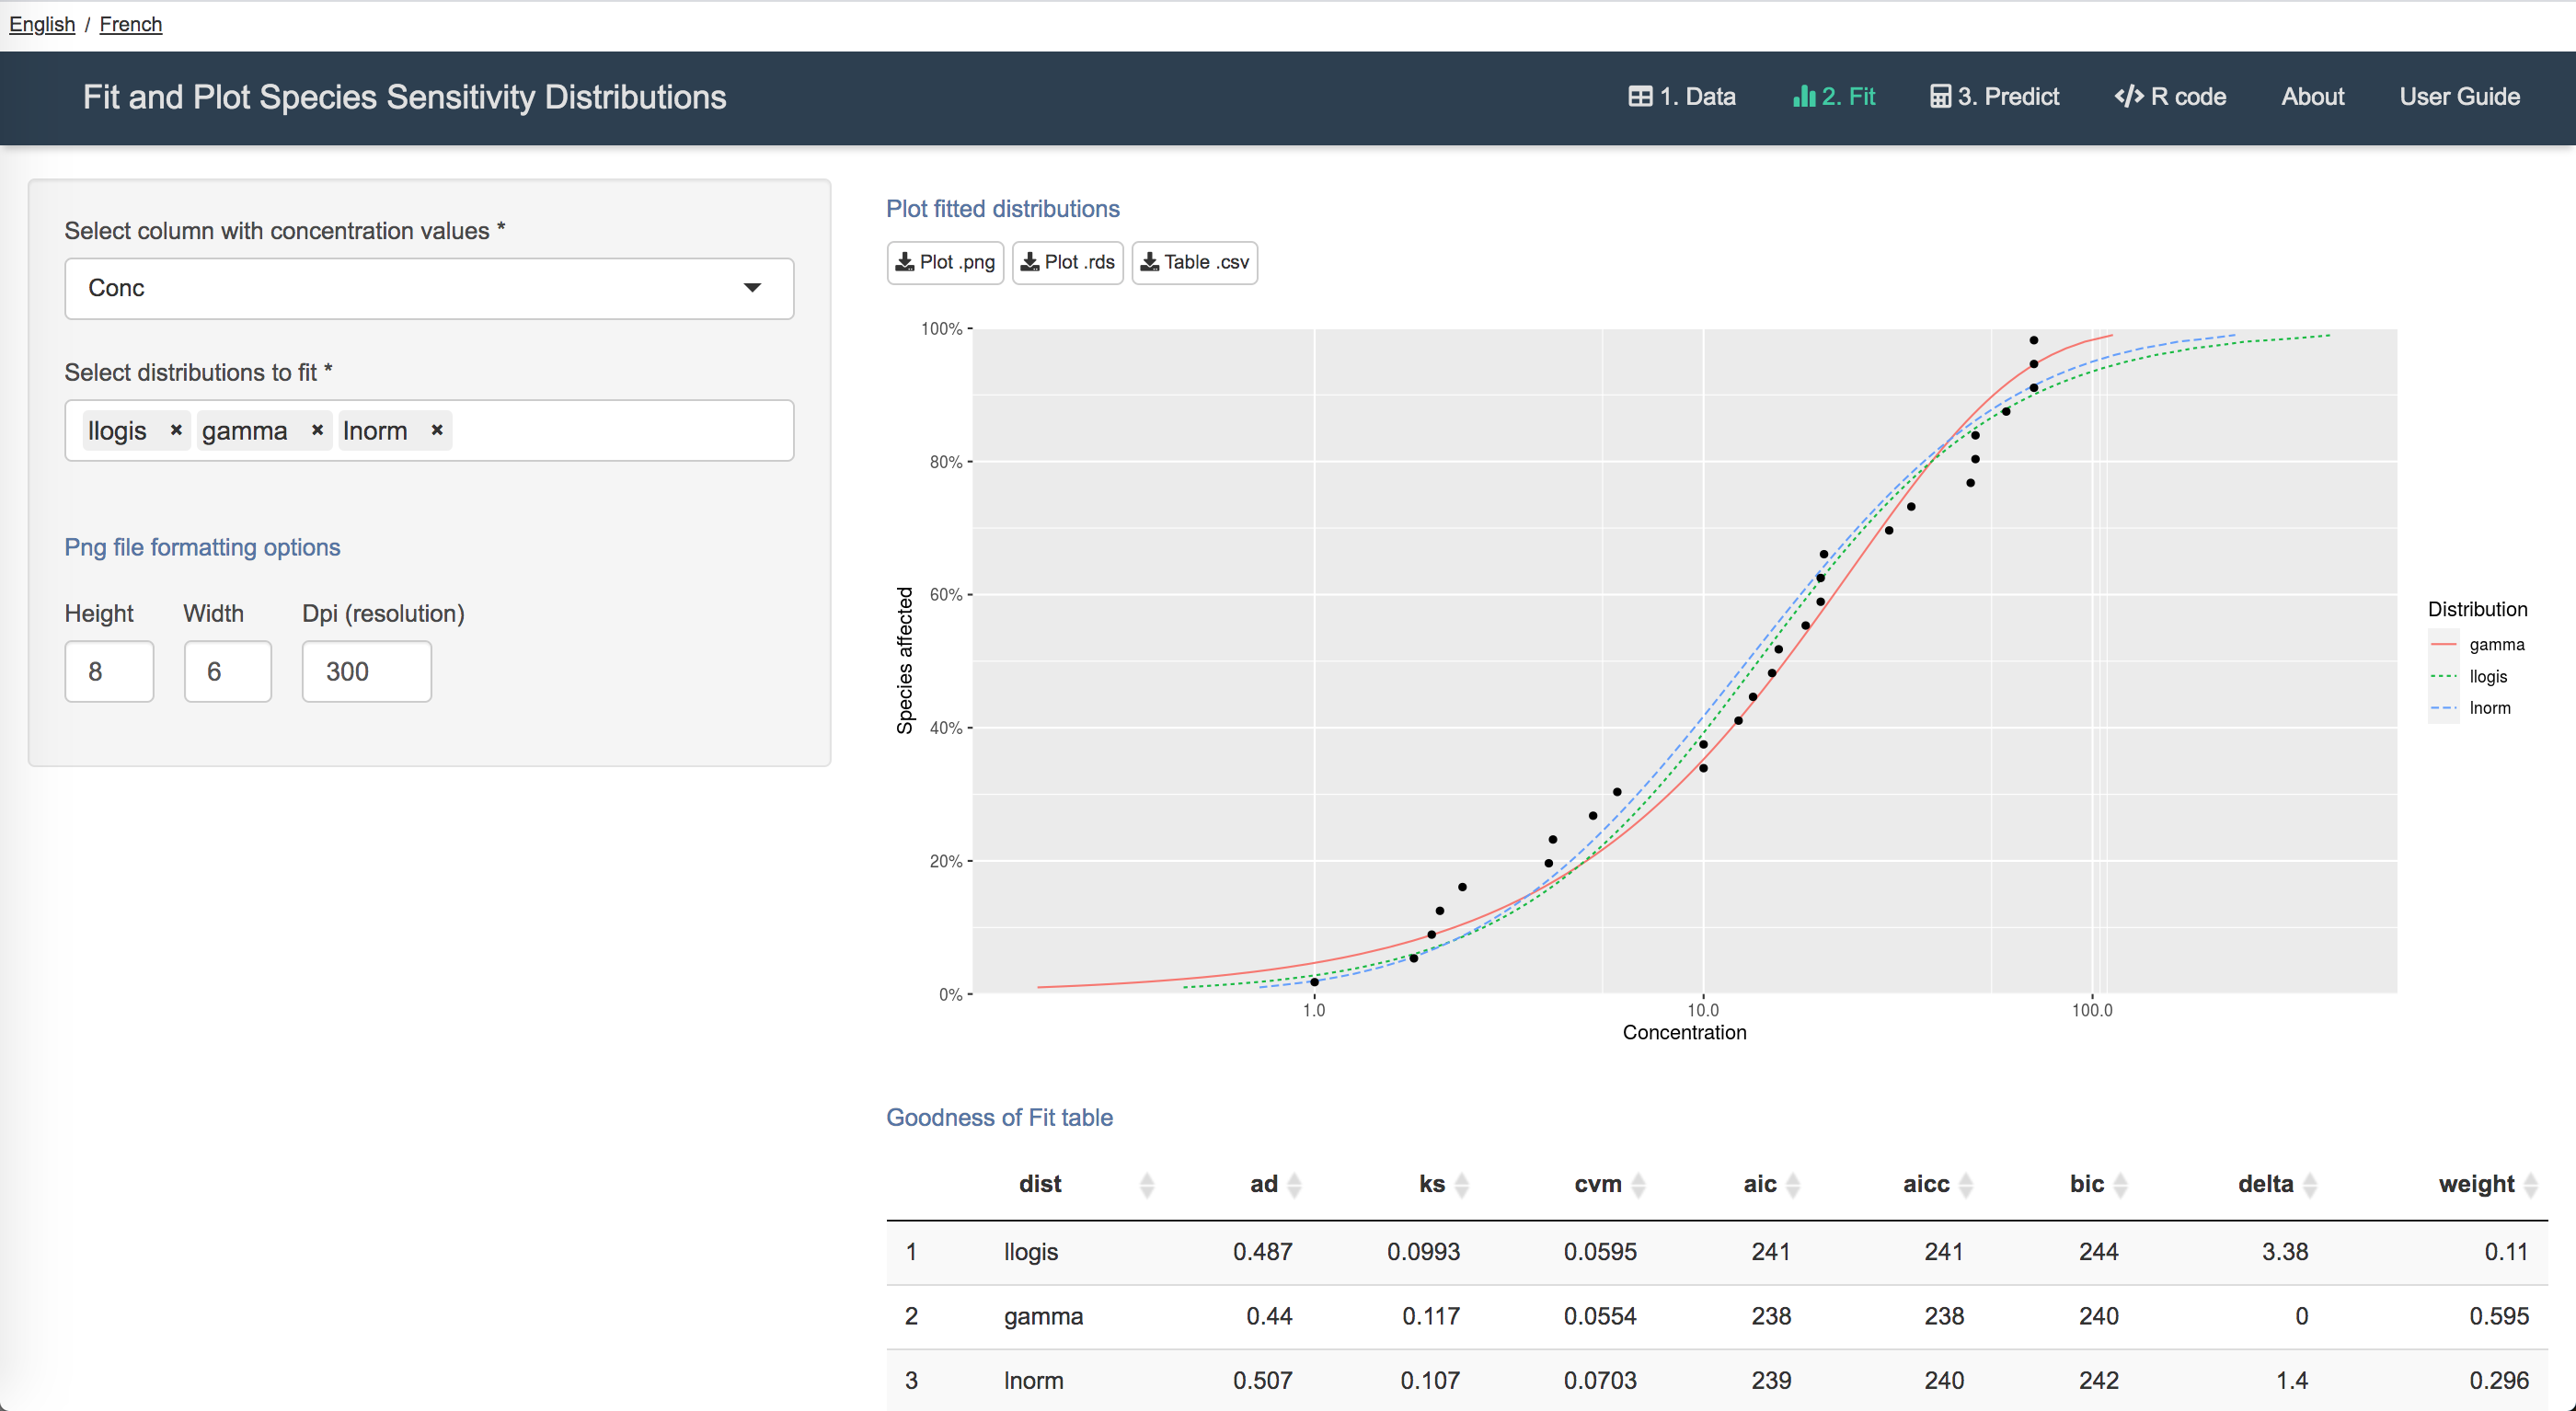 English / French
Fit and Plot Species Sensitivity Distributions
1. Data
2. Fit
3. Predict
</> R code
About
User Guide
Select column with concentration values *
Conc
Select distributions to fit *
llogis × gamma × lnorm ×
Png file formatting options
Height Width Dpi (resolution)
8 6 300
Plot fitted distributions
Plot .png Plot .rds Table .csv
100%
80%
60%
40%
20%
0%
Species affected
1.0 10.0 100.0
Concentration
Distribution
gamma
llogis
lnorm
Goodness of Fit table
dist ad ks cvm aic aicc bic delta weight
1 llogis 0.487 0.0993 0.0595 241 241 244 3.38 0.11
2 gamma 0.44 0.117 0.0554 238 238 240 0 0.595
3 lnorm 0.507 0.107 0.0703 239 240 242 1.4 0.296